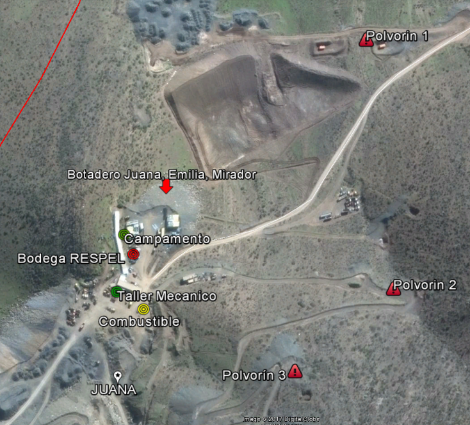 Polvorin 1
Botadero Juana, Emilia, Mirador
Campamento
Bodega RESPEL
Polvorin 2
Taller Mecanico
Combustible
Polvorin 3
JUANA